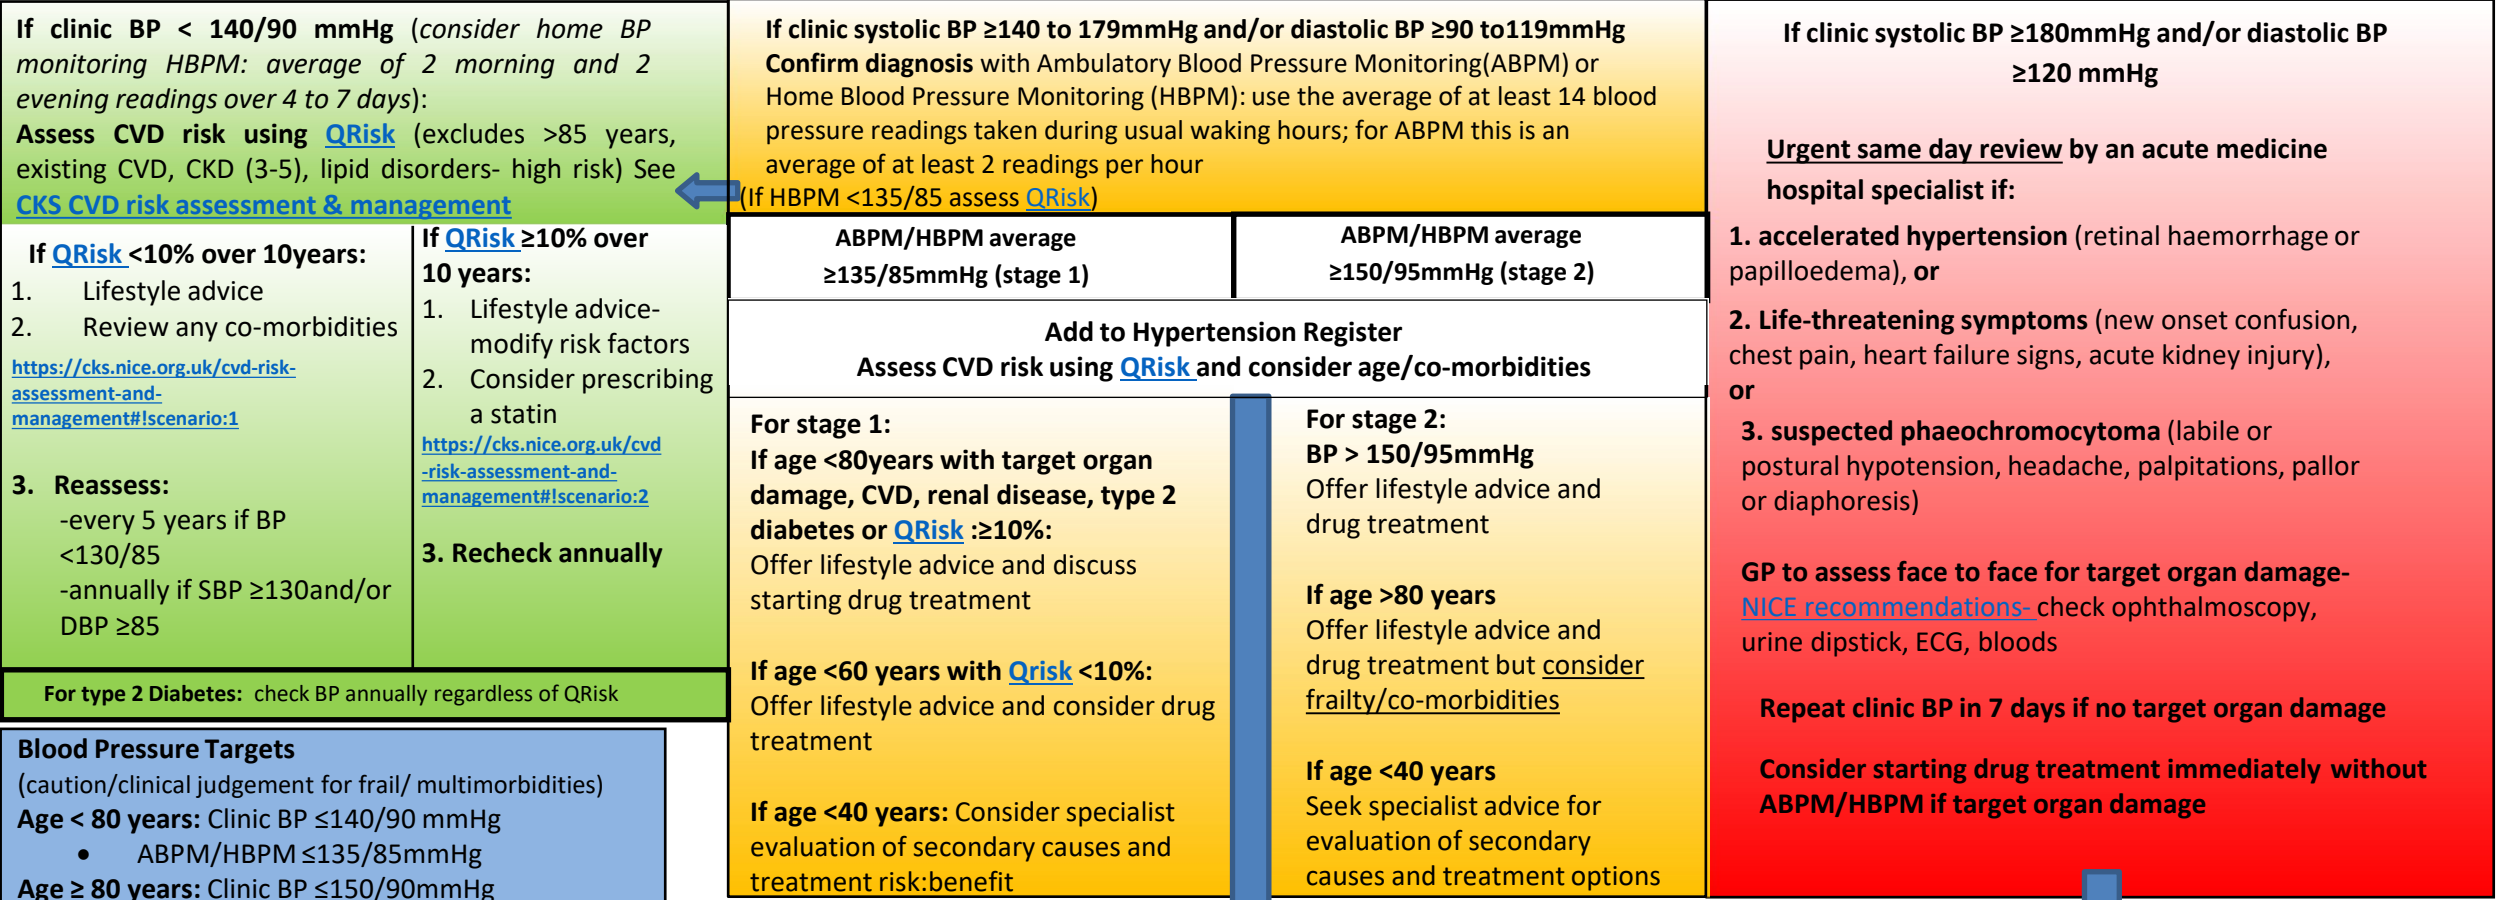 If clinic BP < 140/90 mmHg (consider home BP
monitoring HBPM: average of 2 morning and 2
evening readings over 4 to 7 days):
Assess CVD risk using QRisk (excludes >85 years,
existing CVD, CKD (3-5), lipid disorders- high risk) See
CKS CVD risk assessment & management
If QRisk <10% over 10years:
1. Lifestyle advice
2. Review any co-morbidities
https://cks.nice.org.uk/cvd-risk-
assessment-and-
management#!scenario:1
3. Reassess:
-every 5 years if BP
<130/85
-annually if SBP ≥130and/or
DBP ≥85
If QRisk ≥10% over
10 years:
1. Lifestyle advice-
modify risk factors
2. Consider prescribing
a statin
https://cks.nice.org.uk/cvd
-risk-assessment-and-
management#!scenario:2
3. Recheck annually
For type 2 Diabetes: check BP annually regardless of QRisk
Blood Pressure Targets
(caution/clinical judgement for frail/ multimorbidities)
Age < 80 years: Clinic BP ≤140/90 mmHg
• ABPM/HBPM ≤135/85mmHg
Age ≥ 80 years: Clinic BP ≤150/90mmHg
If clinic systolic BP ≥140 to 179mmHg and/or diastolic BP ≥90 to119mmHg
Confirm diagnosis with Ambulatory Blood Pressure Monitoring(ABPM) or
Home Blood Pressure Monitoring (HBPM): use the average of at least 14 blood
pressure readings taken during usual waking hours; for ABPM this is an
average of at least 2 readings per hour
(If HBPM <135/85 assess QRisk)
ABPM/HBPM average
≥135/85mmHg (stage 1)
ABPM/HBPM average
≥150/95mmHg (stage 2)
Add to Hypertension Register
Assess CVD risk using QRisk and consider age/co-morbidities
For stage 1:
If age <80years with target organ
damage, CVD, renal disease, type 2
diabetes or QRisk :≥10%:
Offer lifestyle advice and discuss
starting drug treatment
If age <60 years with Qrisk <10%:
Offer lifestyle advice and consider drug
treatment
If age <40 years: Consider specialist
evaluation of secondary causes and
treatment risk:benefit
For stage 2:
BP > 150/95mmHg
Offer lifestyle advice and
drug treatment
If age >80 years
Offer lifestyle advice and
drug treatment but consider
frailty/co-morbidities
If age <40 years
Seek specialist advice for
evaluation of secondary
causes and treatment options
If clinic systolic BP ≥180mmHg and/or diastolic BP
≥120 mmHg
Urgent same day review by an acute medicine
hospital specialist if:
1. accelerated hypertension (retinal haemorrhage or
papilloedema), or
2. Life-threatening symptoms (new onset confusion,
chest pain, heart failure signs, acute kidney injury),
or
3. suspected phaeochromocytoma (labile or
postural hypotension, headache, palpitations, pallor
or diaphoresis)
GP to assess face to face for target organ damage-
NICE recommendations- check ophthalmoscopy,
urine dipstick, ECG, bloods
Repeat clinic BP in 7 days if no target organ damage
Consider starting drug treatment immediately without
ABPM/HBPM if target organ damage